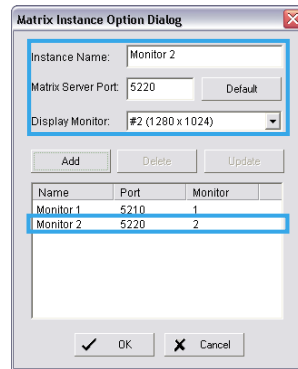 Matrix Instance Option Dialog
Instance Name: Monitor 2
Matrix Server Port: 5220 Default
Display Monitor: #2 (1280 x 1024)
Add Delete Update
Name Port Monitor
Monitor 1 5210 1
Monitor 2 5220 2
OK Cancel